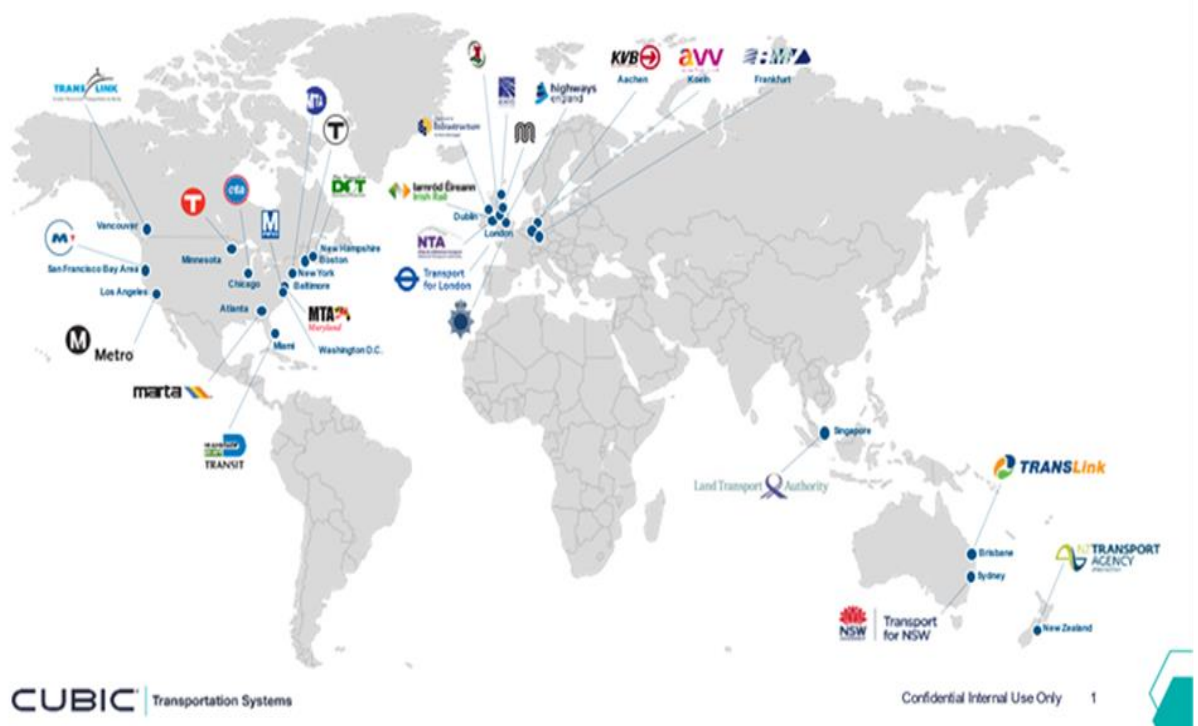 TRANSLINK
KVB
avv
Aachen
Koeln
Frankfurt
highways
england
MTA
T
M
Infrastructure
cta
T
DOT
Iarnród Éireann
Irish Rail
M
Dublin
London
Vancouver
M
Minnesota
New Hampshire
Boston
NTA
San Francisco Bay Area
New York
Chicago
Baltimore
Transport
for London
Los Angeles
Atlanta
MTA
Maryland
M
Metro
Miami
Washington D.C.
marta
TRANSIT
Singapore
Land Transport Authority
TRANSLink
Brisbane
Sydney
NZ TRANSPORT
AGENCY
NSW
Transport
for NSW
New Zealand
CUBIC Transportation Systems
Confidential Internal Use Only 1